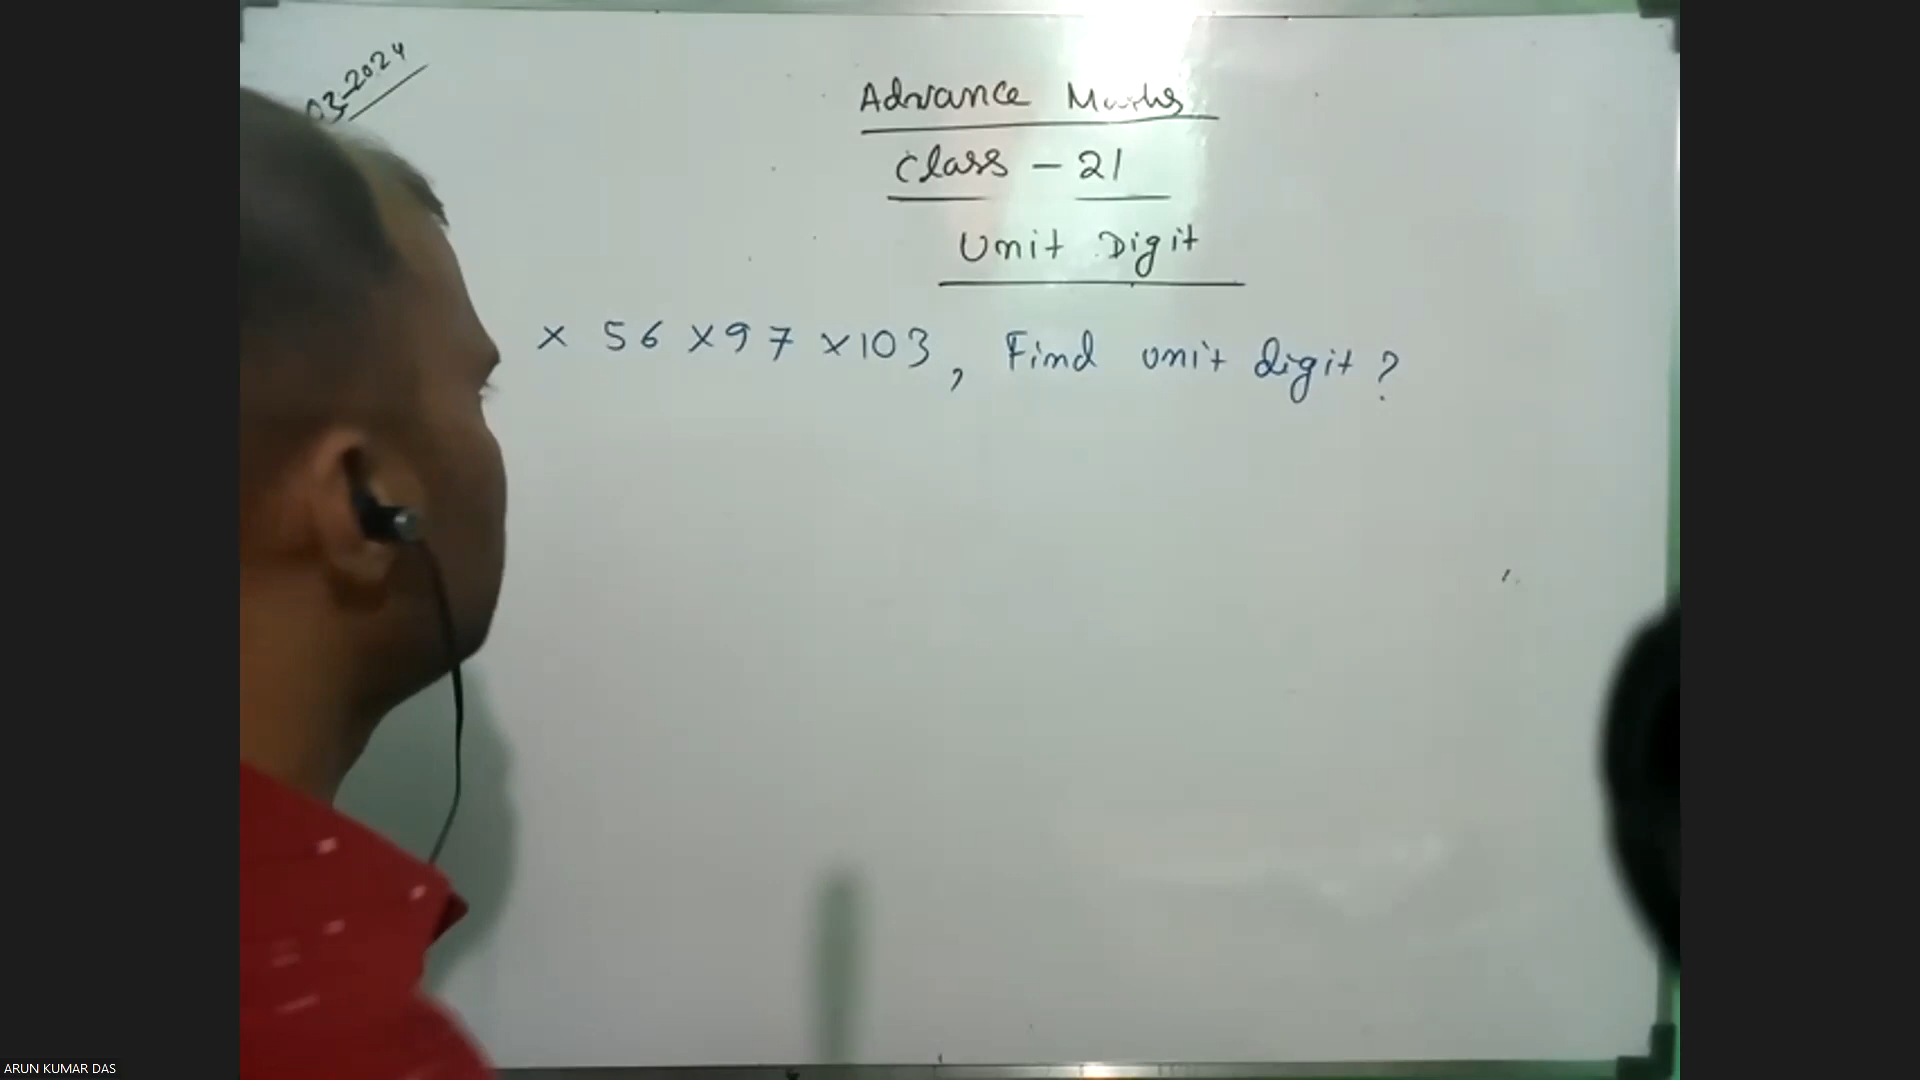 03-2024
Advance Maths
Class - 21
Unit Digit
× 56 × 97 × 103, Find unit digit ?
ARUN KUMAR DAS